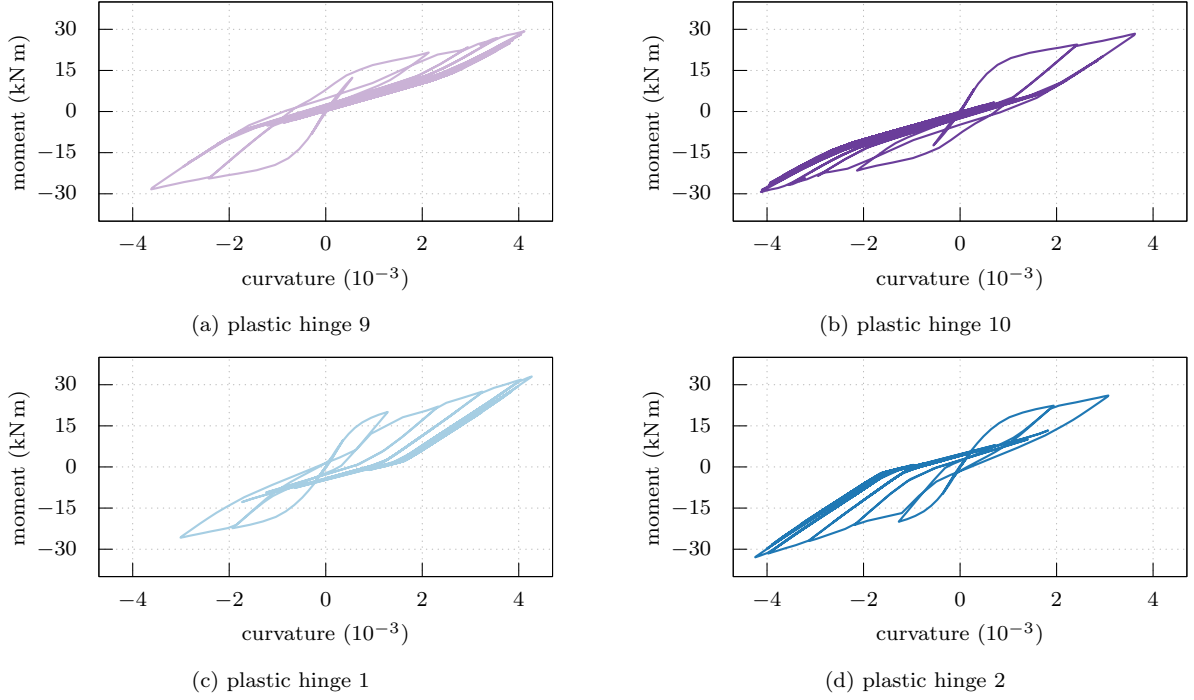 30
15
0
−15
−30
moment (kN m)
−4 −2 0 2 4
curvature (10⁻³)
(a) plastic hinge 9
30
15
0
−15
−30
moment (kN m)
−4 −2 0 2 4
curvature (10⁻³)
(b) plastic hinge 10
30
15
0
−15
−30
moment (kN m)
−4 −2 0 2 4
curvature (10⁻³)
(c) plastic hinge 1
30
15
0
−15
−30
moment (kN m)
−4 −2 0 2 4
curvature (10⁻³)
(d) plastic hinge 2